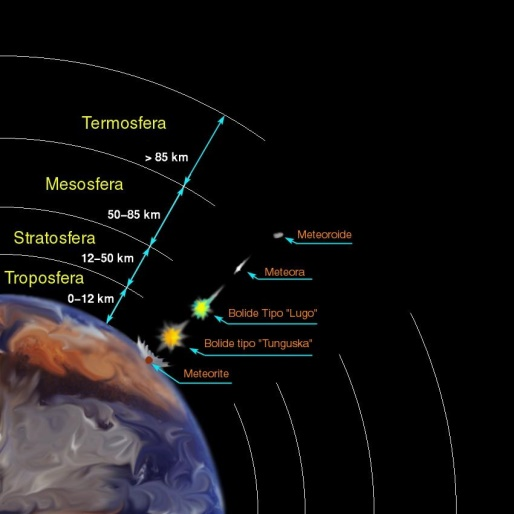 Termosfera
> 85 km
Mesosfera
50–85 km
Stratosfera
12–50 km
Troposfera
0–12 km
Meteoroide
Meteora
Bolide Tipo "Lugo"
Bolide tipo "Tunguska"
Meteorite